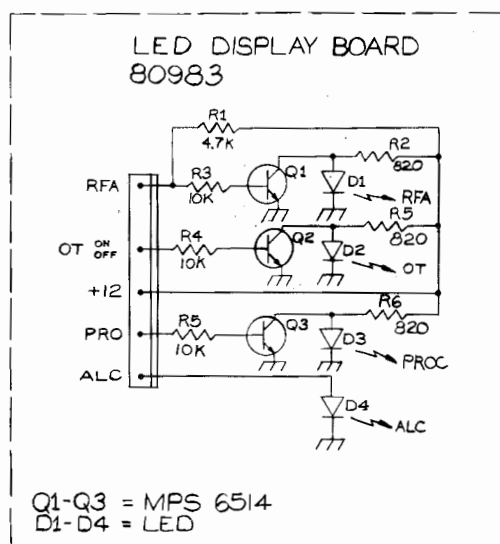 LED DISPLAY BOARD
80983
R1
4.7K
R2
820
Q1
D1
RFA
R3
10K
RFA
R5
820
OT ON OFF
R4
10K
Q2
D2
OT
+12
R6
820
PRO
R5
10K
Q3
D3
PROC
ALC
D4
ALC
Q1-Q3 = MPS 6514
D1-D4 = LED